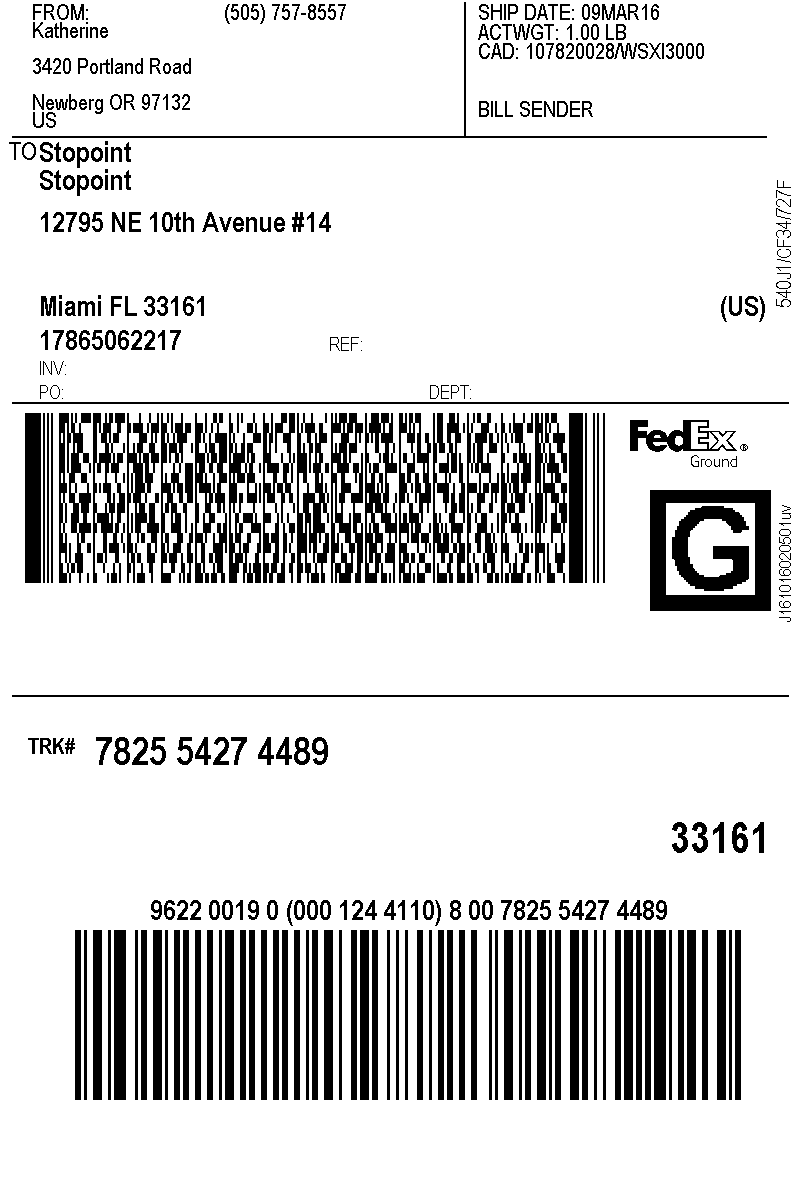 FROM: (505) 757-8557
Katherine
3420 Portland Road
Newberg OR 97132
US
SHIP DATE: 09MAR16
ACTWGT: 1.00 LB
CAD: 107820028/WSXI3000
BILL SENDER
TO Stopoint
Stopoint
12795 NE 10th Avenue #14
Miami FL 33161 (US)
17865062217 REF:
INV:
PO: DEPT:
540J1/CF34/727F
FedEx®
Ground
G
J161016020501uv
TRK# 7825 5427 4489
33161
9622 0019 0 (000 124 4110) 8 00 7825 5427 4489